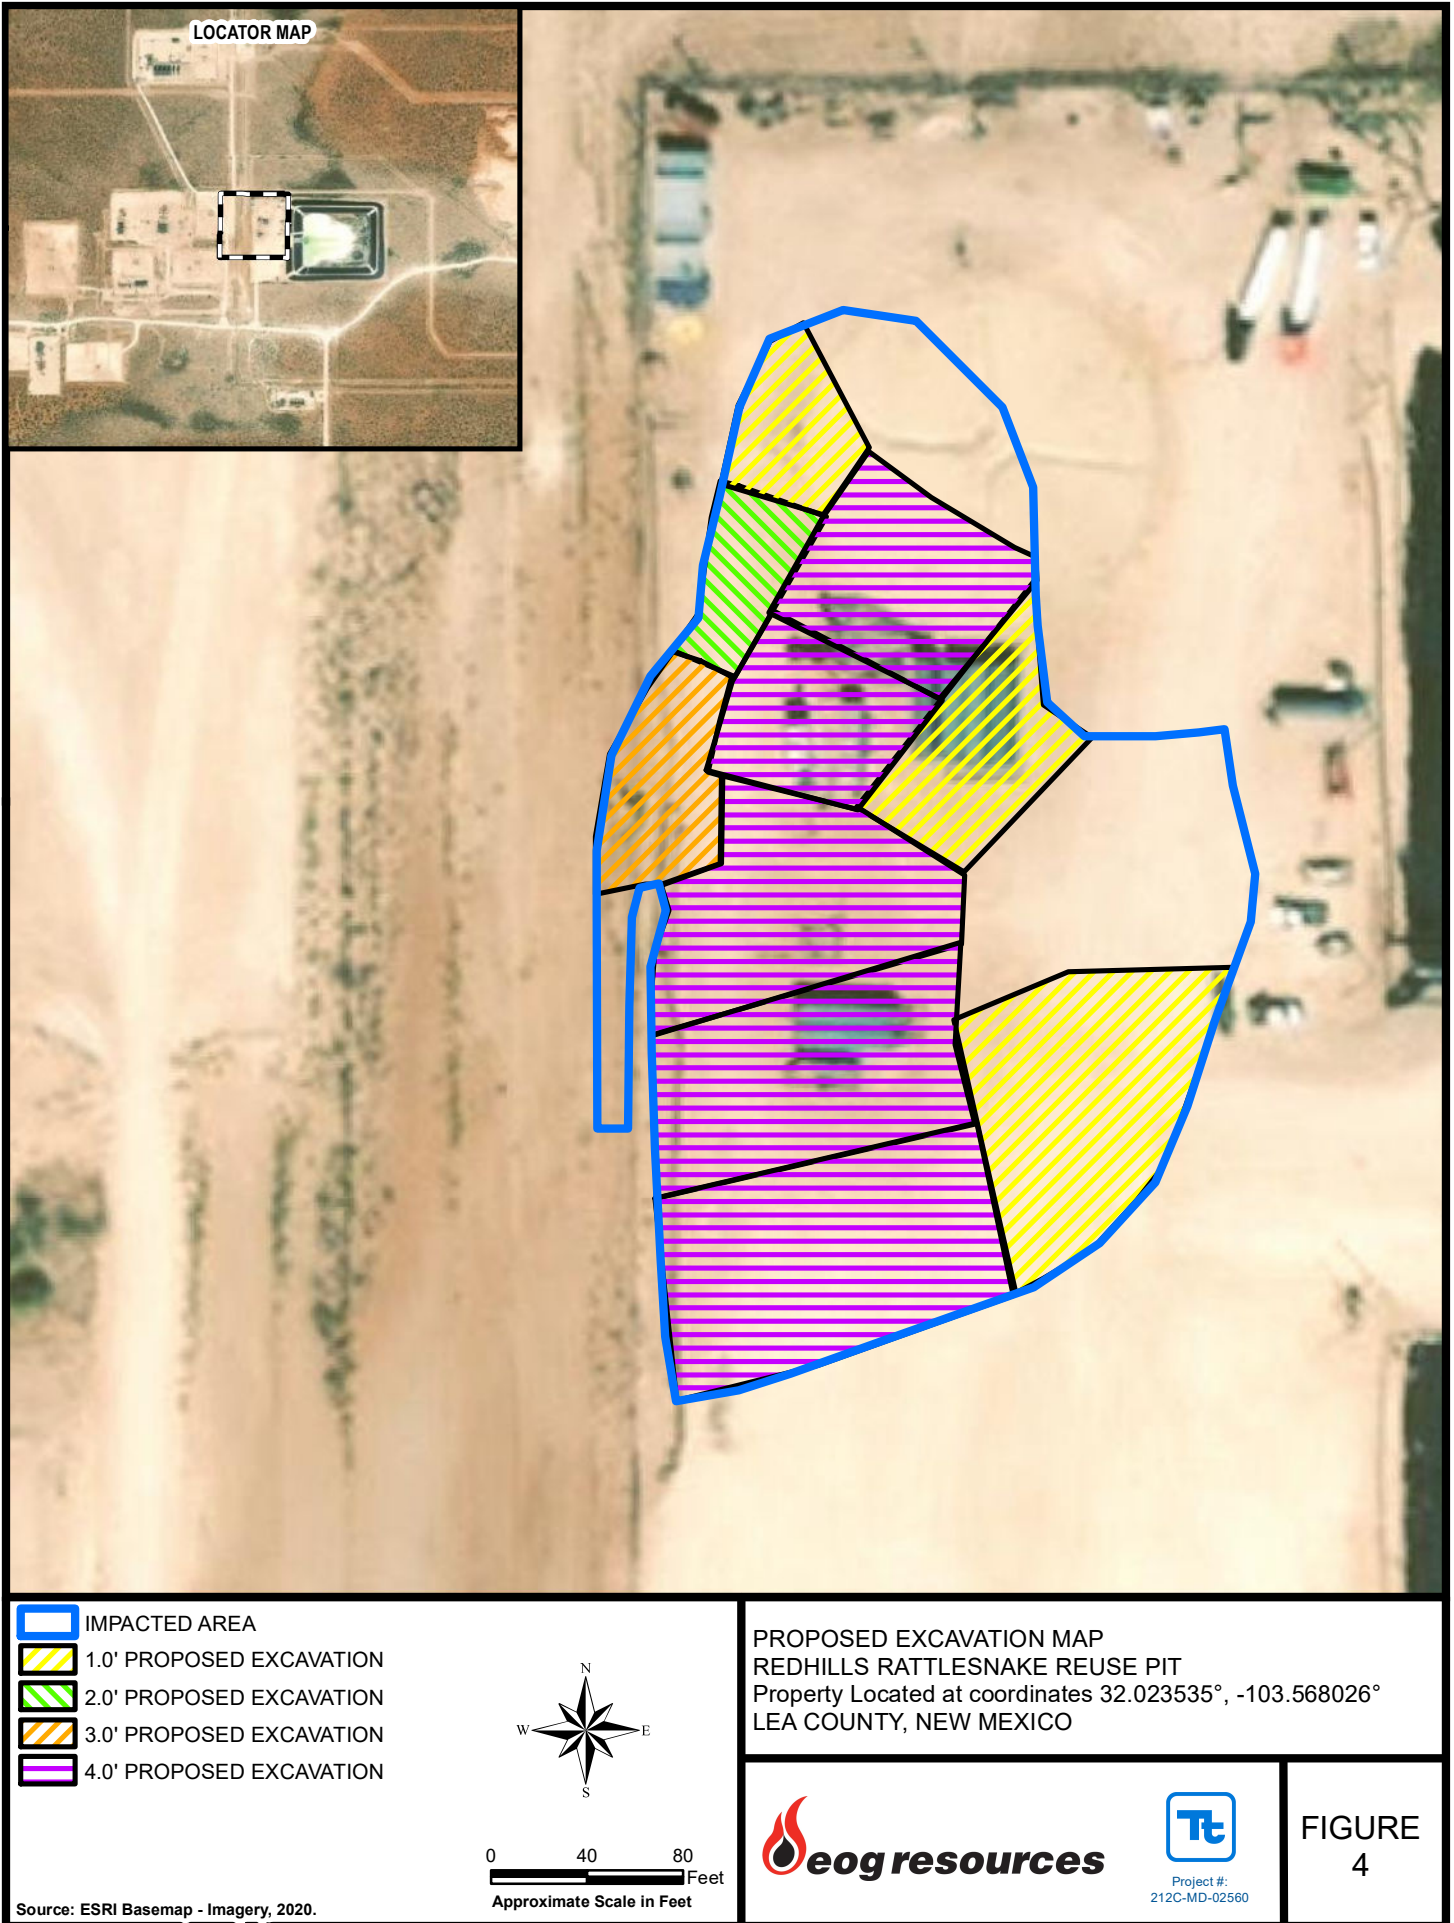 LOCATOR MAP
IMPACTED AREA
1.0' PROPOSED EXCAVATION
2.0' PROPOSED EXCAVATION
3.0' PROPOSED EXCAVATION
4.0' PROPOSED EXCAVATION
N
W E
S
0 40 80
Feet
Approximate Scale in Feet
Source: ESRI Basemap - Imagery, 2020.
PROPOSED EXCAVATION MAP
REDHILLS RATTLESNAKE REUSE PIT
Property Located at coordinates 32.023535°, -103.568026°
LEA COUNTY, NEW MEXICO
eog resources
Tt
Project #:
212C-MD-02560
FIGURE
4